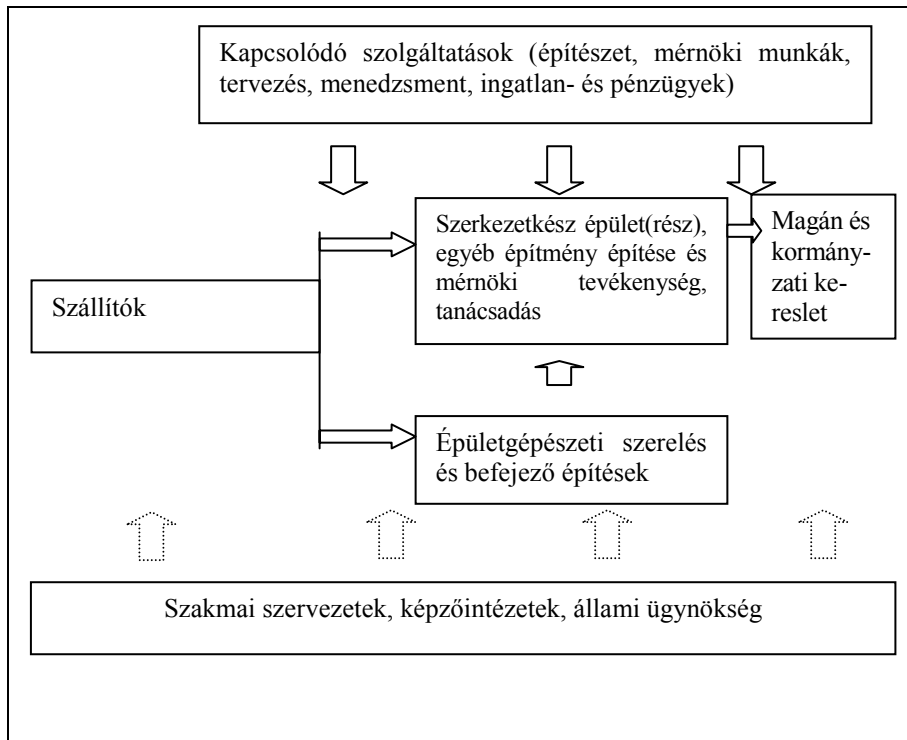 Kapcsolódó szolgáltatások (építészet, mérnöki munkák,
tervezés, menedzsment, ingatlan- és pénzügyek)
Szerkezetkész épület(rész),
egyéb építmény építése és
mérnöki tevékenység,
tanácsadás
Magán és
kormány-
zati ke-
reslet
Szállítók
Épületgépészeti szerelés
és befejező építések
Szakmai szervezetek, képzőintézetek, állami ügynökség